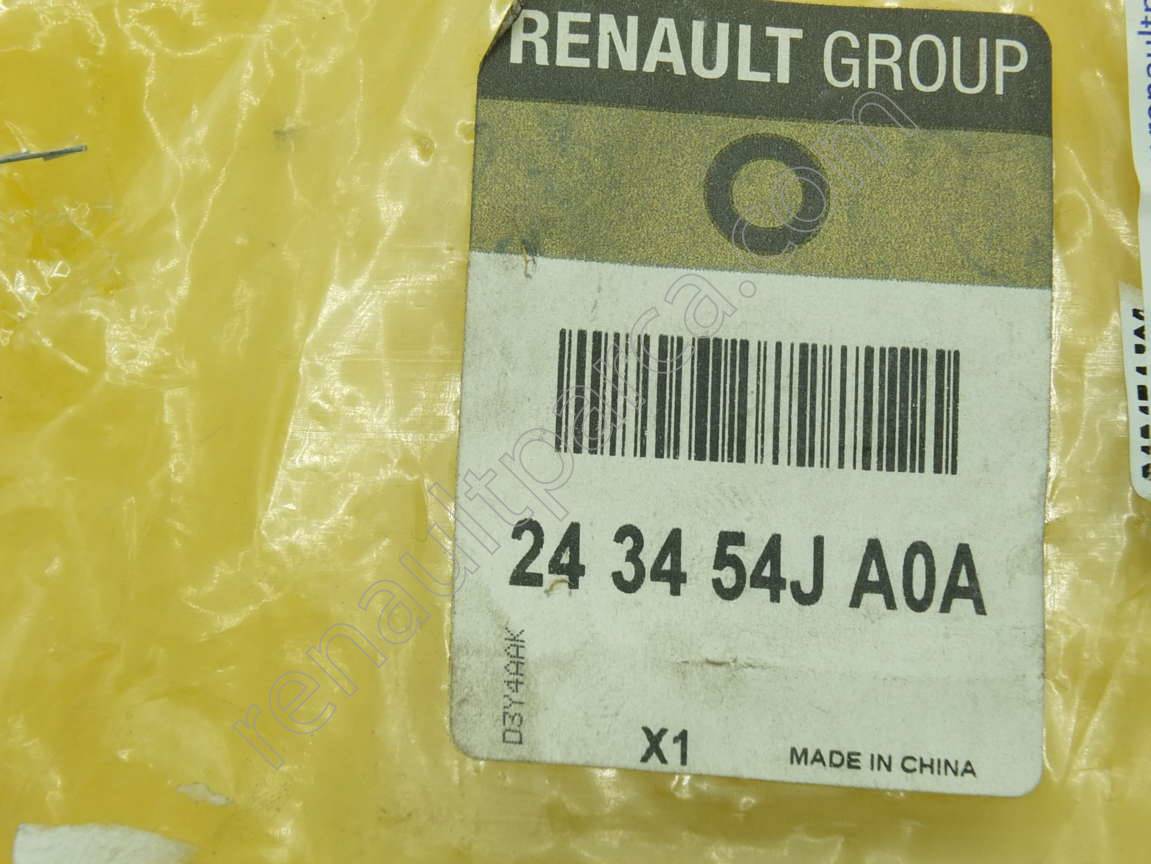 RENAULT GROUP
24 34 54J A0A
D3Y4AAK
X1
MADE IN CHINA
renaultparca.com